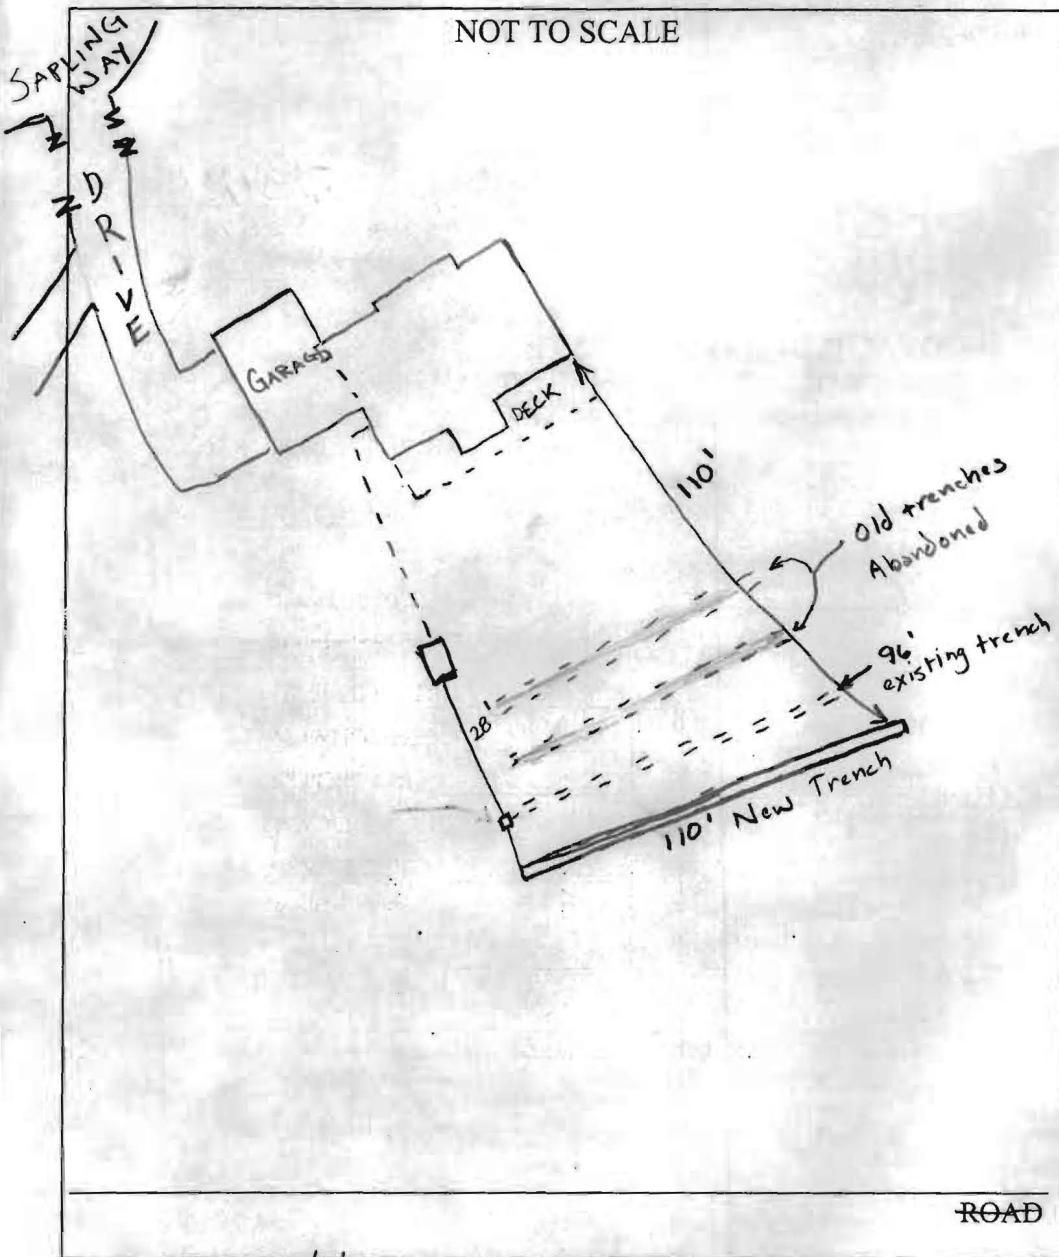 NOT TO SCALE
SAPLING
WAY
DRIVE
GARAGE
DECK
110'
Old trenches
Abandoned
96'
existing trench
28'
110' New Trench
ROAD